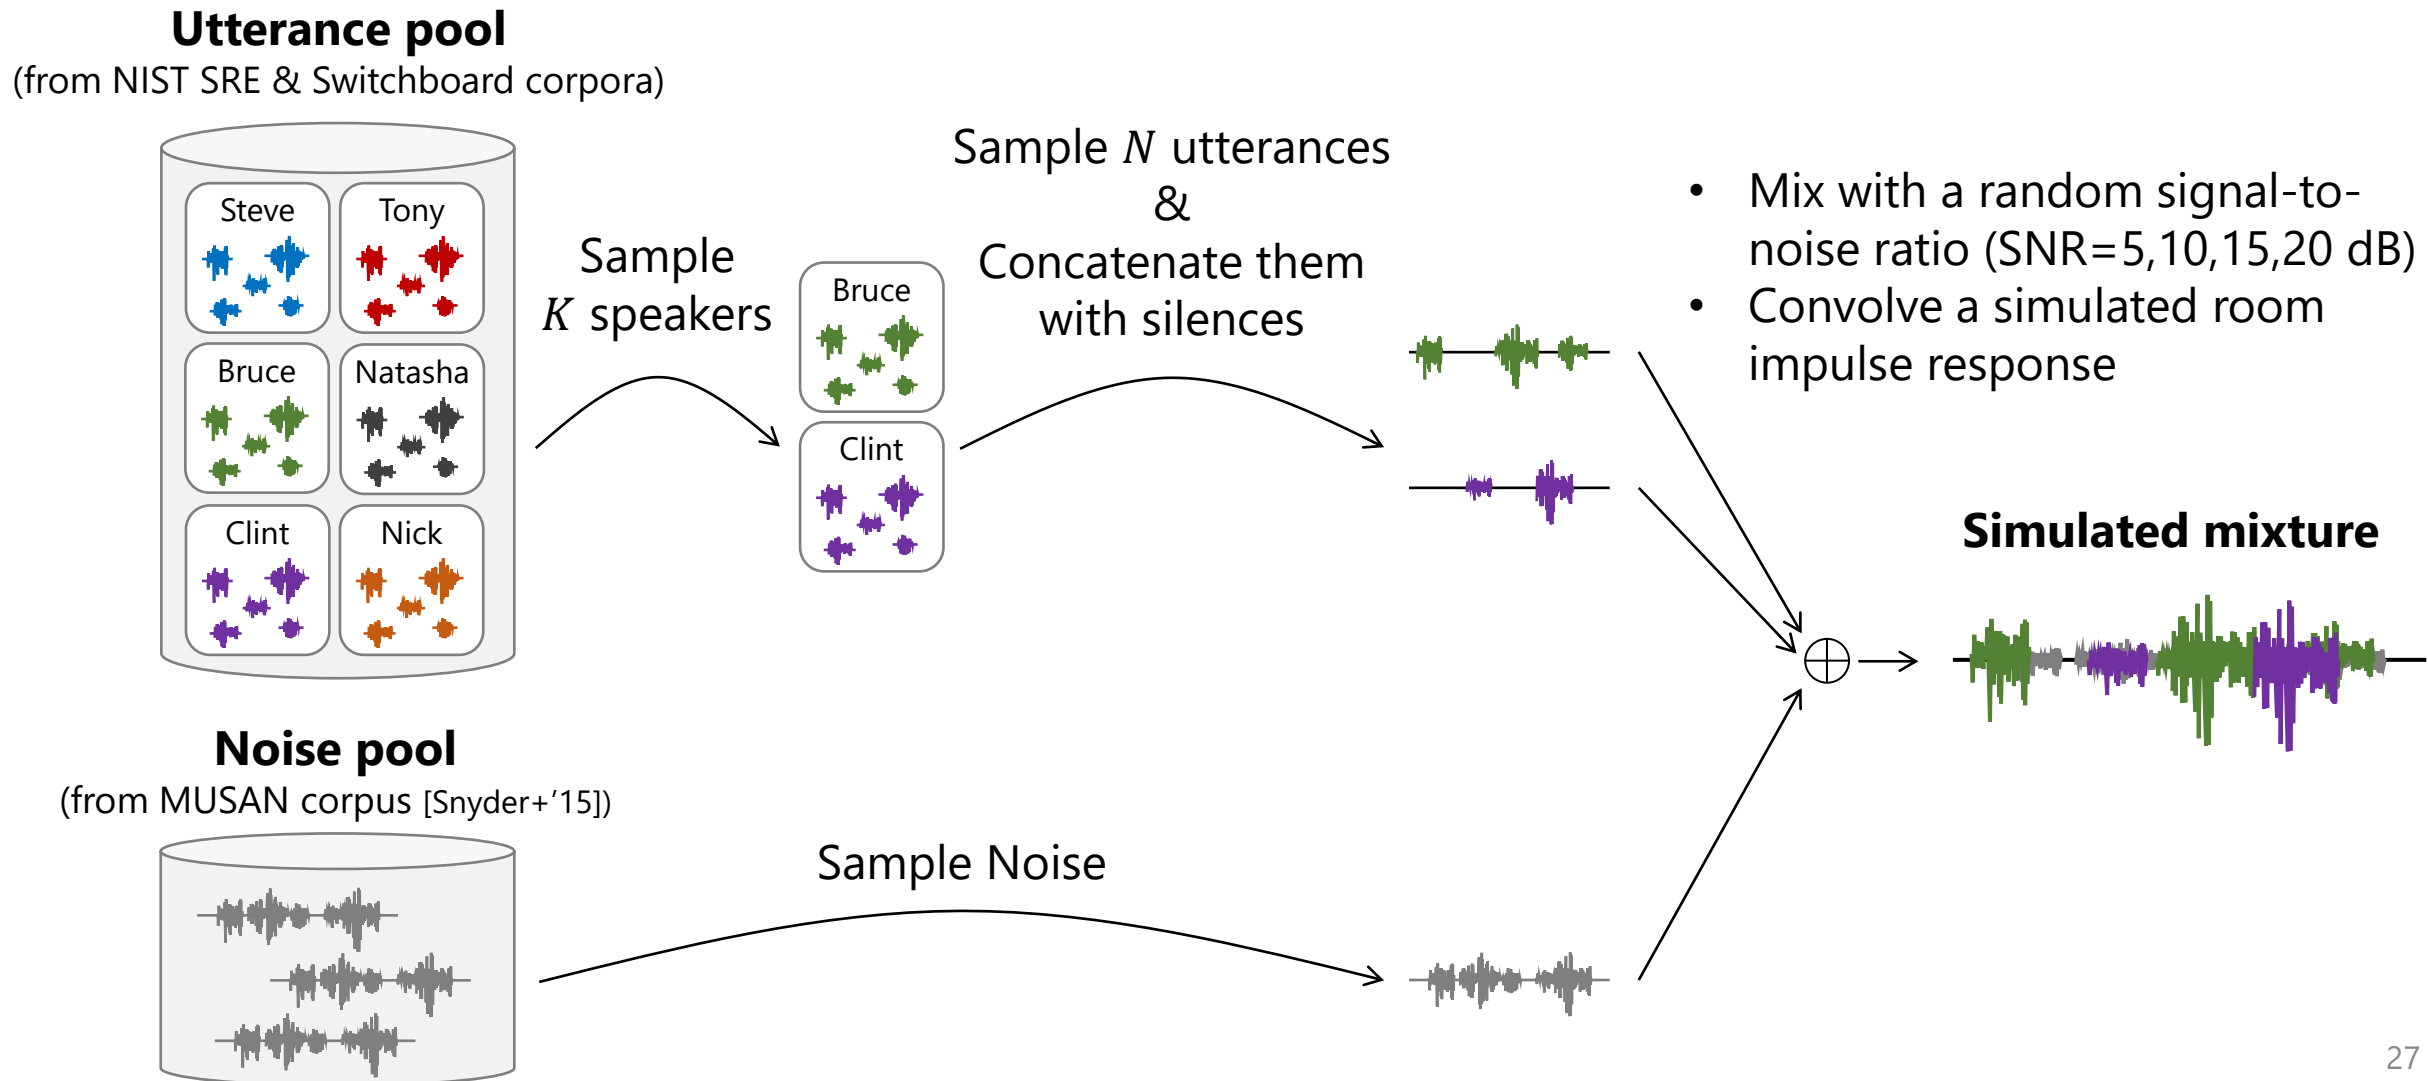 Utterance pool
(from NIST SRE & Switchboard corpora)
Steve
Tony
Bruce
Natasha
Clint
Nick
Sample
K speakers
Bruce
Clint
Sample N utterances
&
Concatenate them
with silences
• Mix with a random signal-to-
noise ratio (SNR=5,10,15,20 dB)
• Convolve a simulated room
impulse response
Simulated mixture
Noise pool
(from MUSAN corpus [Snyder+’15])
Sample Noise
27